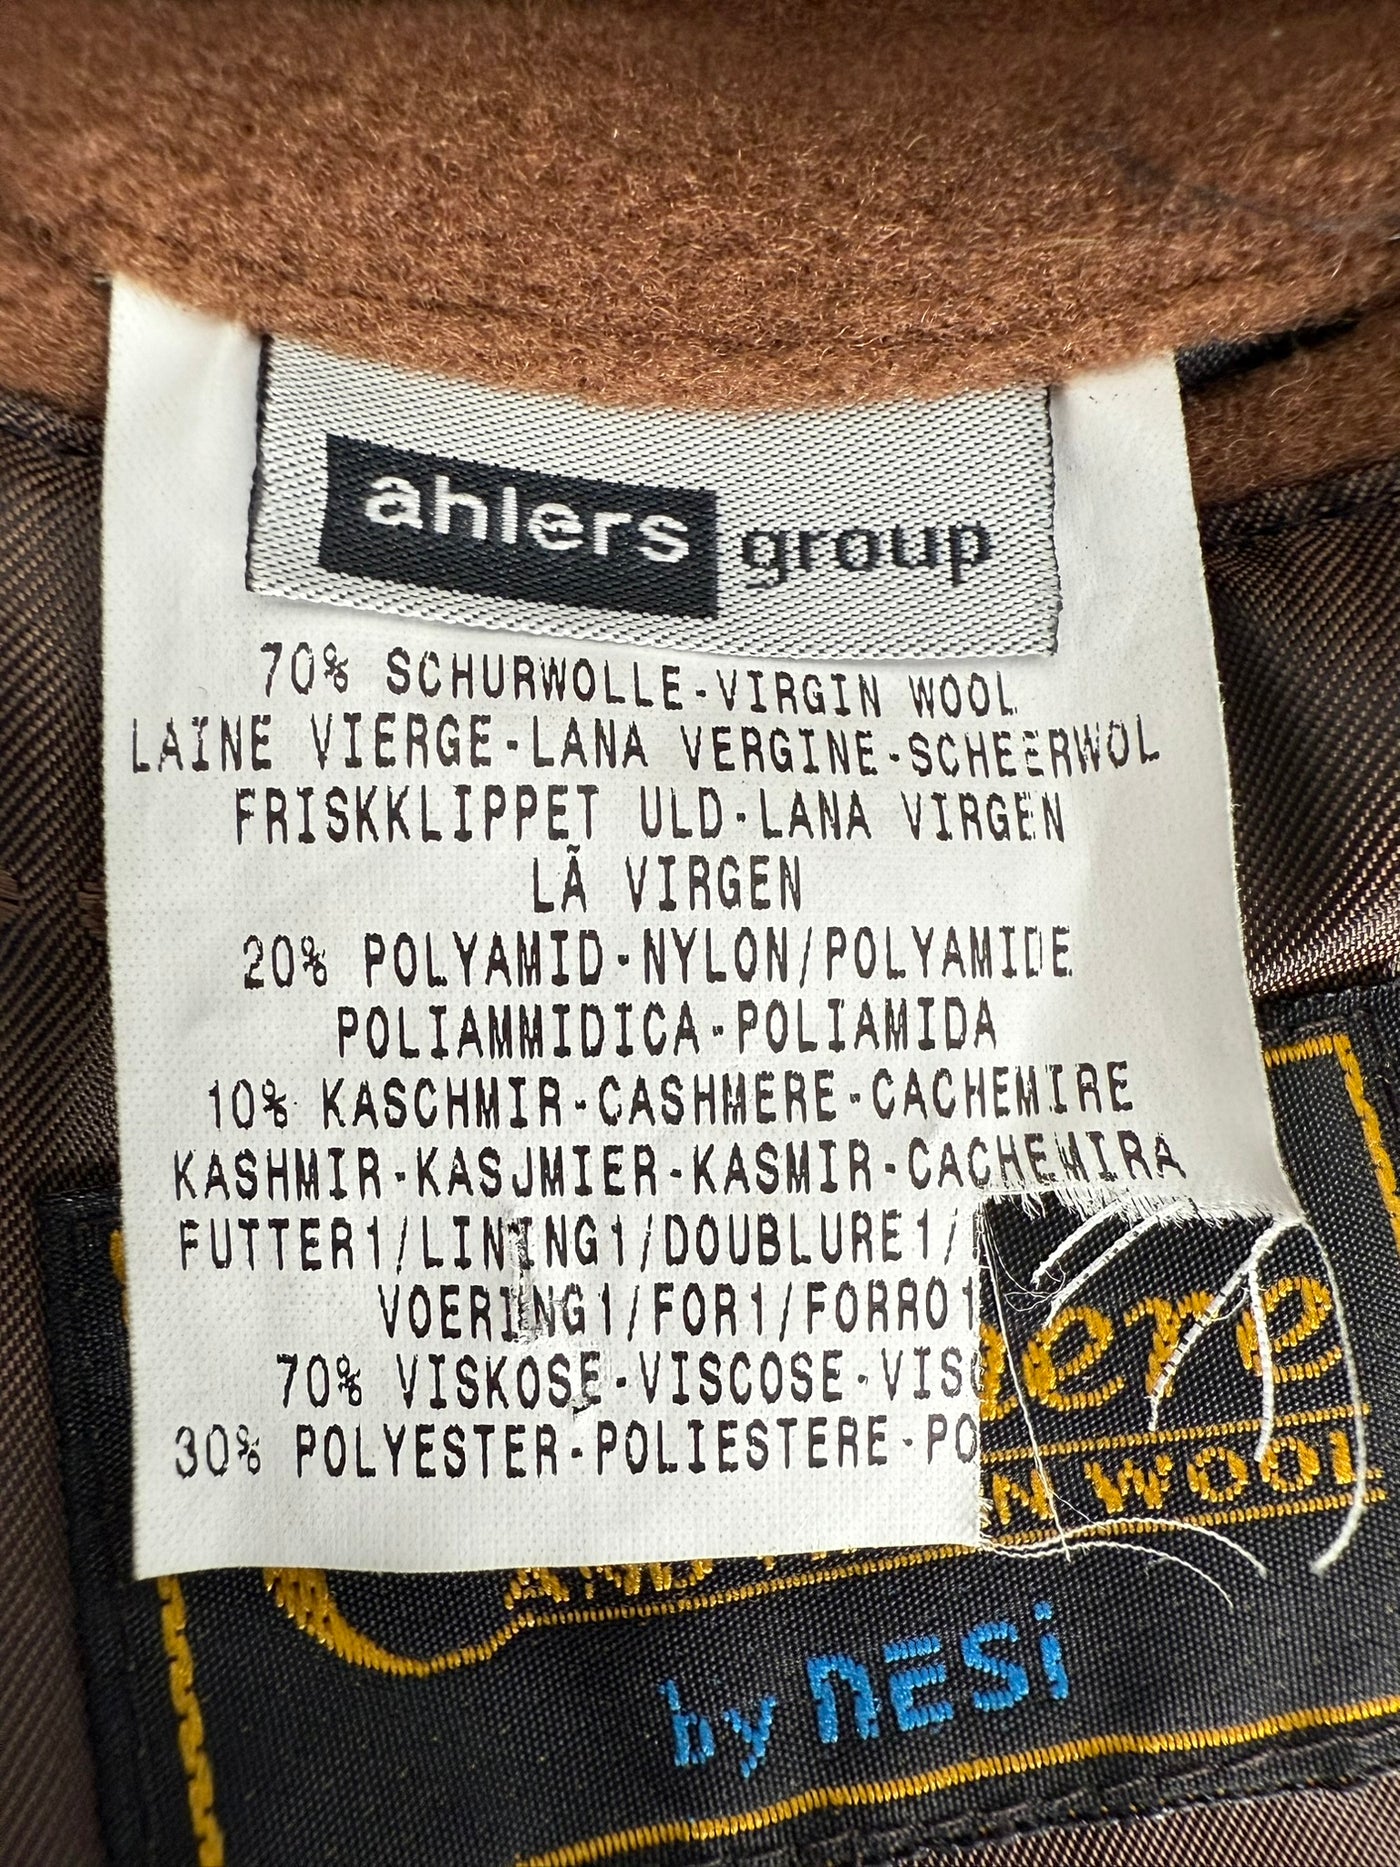 ahlers group
70% SCHURWOLLE-VIRGIN WOOL
LAINE VIERGE-LANA VERGINE-SCHEERWOL
FRISKKLIPPET ULD-LANA VIRGEN
LÃ VIRGEN
20% POLYAMID-NYLON/POLYAMIDE
POLIAMMIDICA-POLIAMIDA
10% KASCHMIR-CASHMERE-CACHEMIRE
KASHMIR-KASJMIER-KASMIR-CACHEMIRA
FUTTER1/LINING1/DOUBLURE1/
VOERING1/FOR1/FORRO1
70% VISKOSE-VISCOSE-VISC
30% POLYESTER-POLIESTERE-PO
ere
N WOOL
AND
by nESi